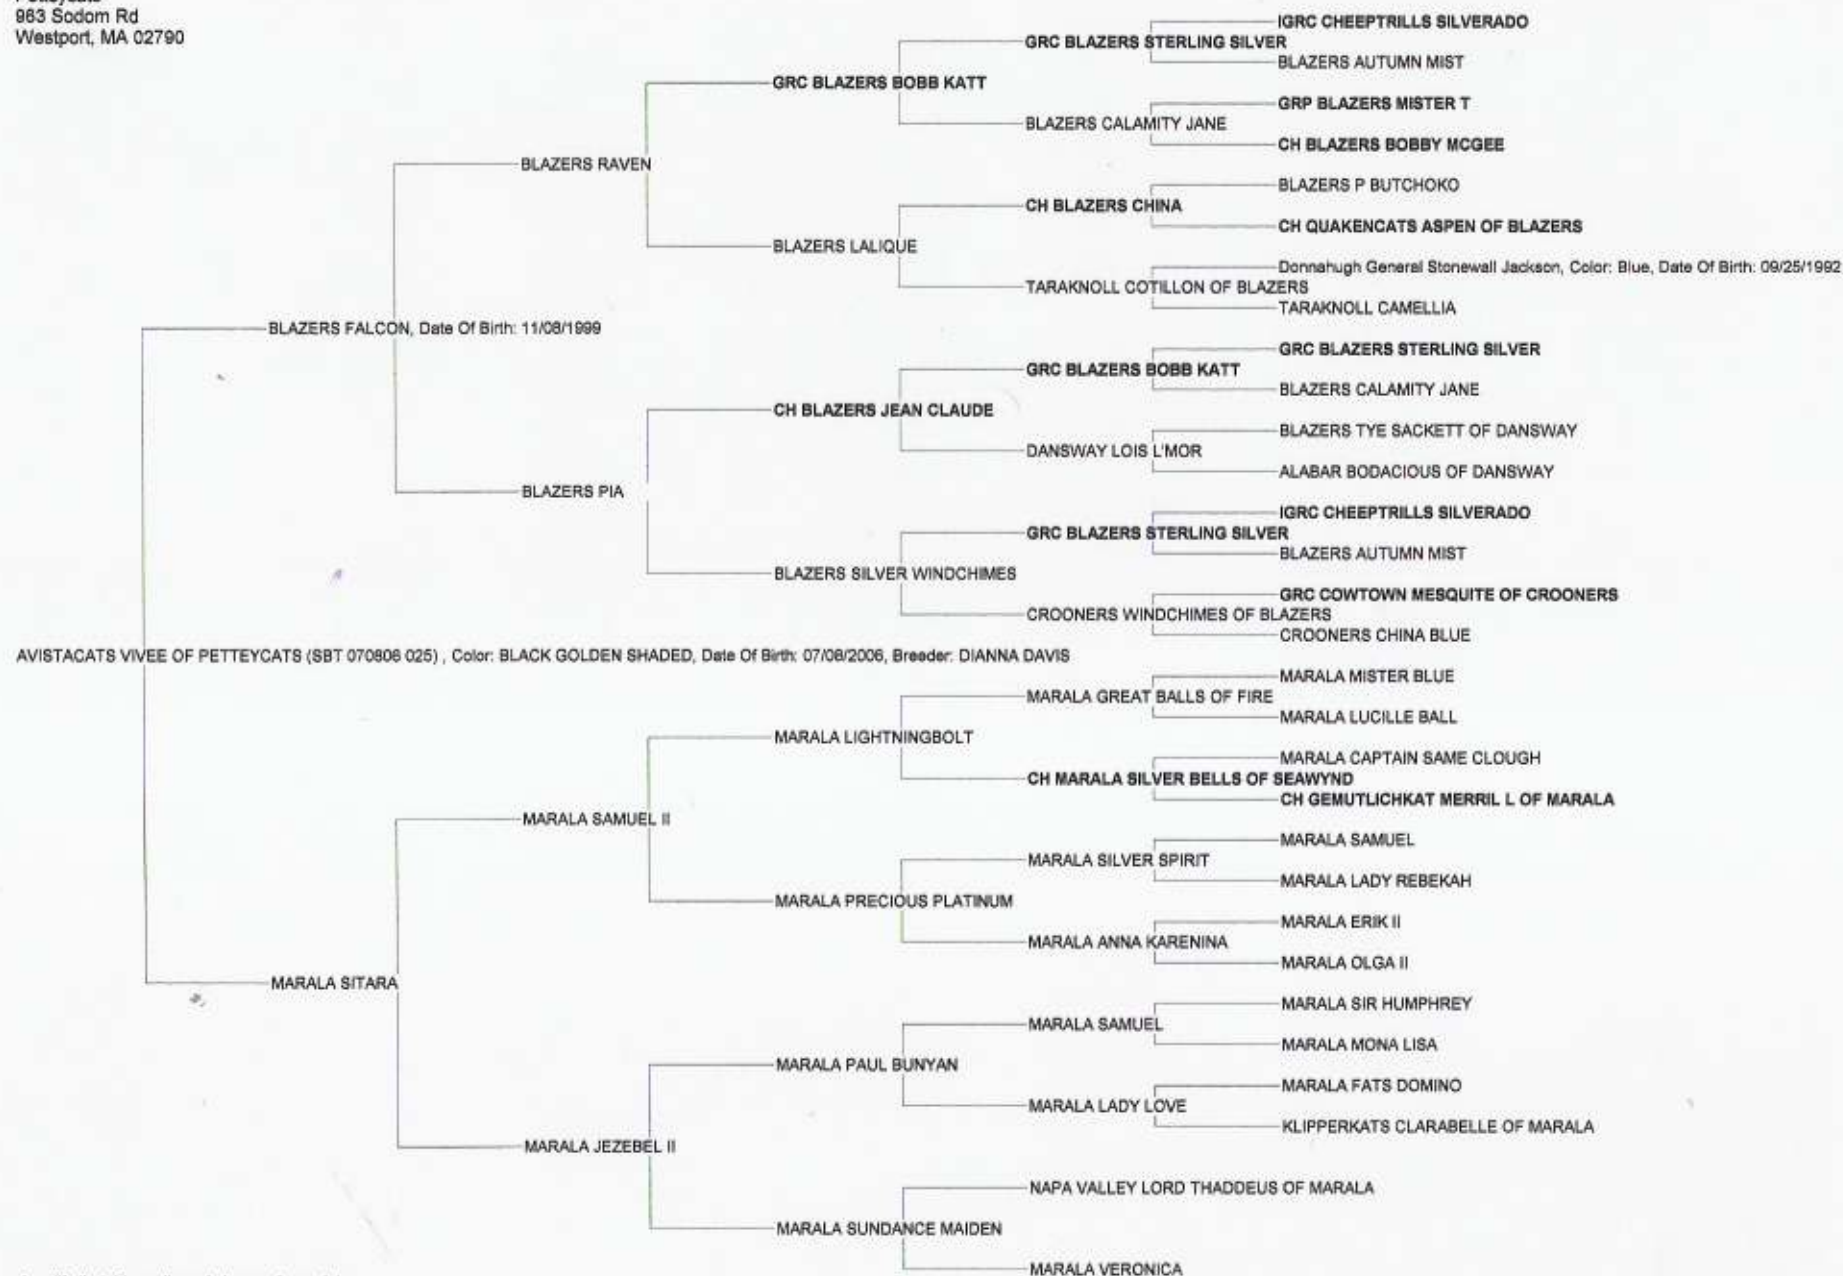 963 Sodom Rd
Westport, MA 02790
IGRC CHEEPTRILLS SILVERADO
GRC BLAZERS STERLING SILVER
BLAZERS AUTUMN MIST
GRC BLAZERS BOBB KATT
GRP BLAZERS MISTER T
BLAZERS CALAMITY JANE
CH BLAZERS BOBBY MCGEE
BLAZERS RAVEN
BLAZERS P BUTCHOKO
CH BLAZERS CHINA
CH QUAKENCATS ASPEN OF BLAZERS
BLAZERS LALIQUE
Donnahugh General Stonewall Jackson, Color: Blue, Date Of Birth: 09/25/1992
TARAKNOLL COTILLON OF BLAZERS
TARAKNOLL CAMELLIA
BLAZERS FALCON, Date Of Birth: 11/08/1999
GRC BLAZERS STERLING SILVER
GRC BLAZERS BOBB KATT
BLAZERS CALAMITY JANE
CH BLAZERS JEAN CLAUDE
BLAZERS TYE SACKETT OF DANSWAY
DANSWAY LOIS L'MOR
ALABAR BODACIOUS OF DANSWAY
BLAZERS PIA
IGRC CHEEPTRILLS SILVERADO
GRC BLAZERS STERLING SILVER
BLAZERS AUTUMN MIST
BLAZERS SILVER WINDCHIMES
GRC COWTOWN MESQUITE OF CROONERS
CROONERS WINDCHIMES OF BLAZERS
CROONERS CHINA BLUE
AVISTACATS VIVEE OF PETTEYCATS (SBT 070806 025) , Color: BLACK GOLDEN SHADED, Date Of Birth: 07/08/2006, Breeder: DIANNA DAVIS
MARALA MISTER BLUE
MARALA GREAT BALLS OF FIRE
MARALA LUCILLE BALL
MARALA LIGHTNINGBOLT
MARALA CAPTAIN SAME CLOUGH
CH MARALA SILVER BELLS OF SEAWYND
CH GEMUTLICHKAT MERRIL L OF MARALA
MARALA SAMUEL II
MARALA SAMUEL
MARALA SILVER SPIRIT
MARALA LADY REBEKAH
MARALA PRECIOUS PLATINUM
MARALA ERIK II
MARALA ANNA KARENINA
MARALA OLGA II
MARALA SITARA
MARALA SIR HUMPHREY
MARALA SAMUEL
MARALA MONA LISA
MARALA PAUL BUNYAN
MARALA FATS DOMINO
MARALA LADY LOVE
KLIPPERKATS CLARABELLE OF MARALA
MARALA JEZEBEL II
NAPA VALLEY LORD THADDEUS OF MARALA
MARALA SUNDANCE MAIDEN
MARALA VERONICA